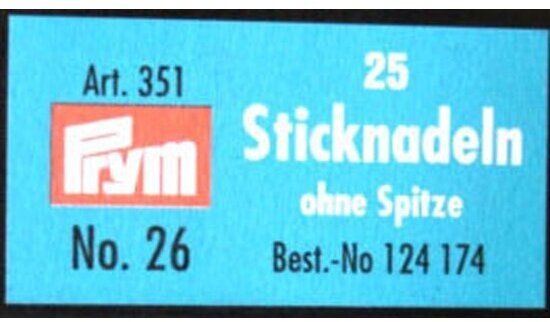 Art. 351
Prym
No. 26
25
Sticknadeln
ohne Spitze
Best.-No 124 174